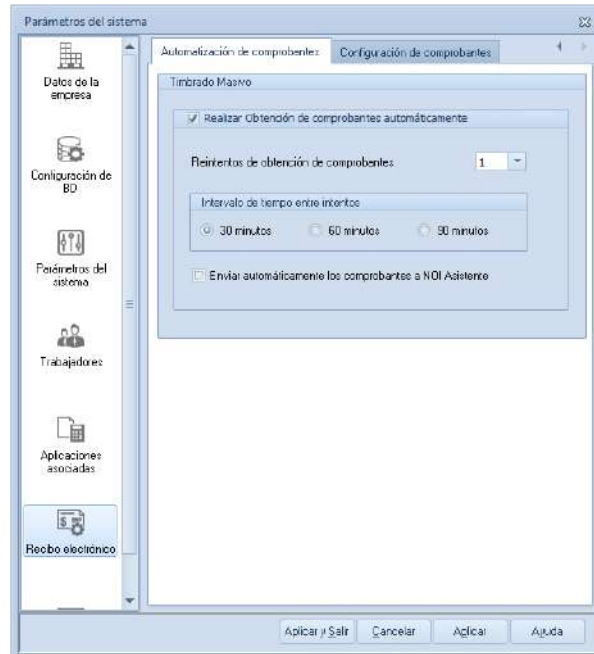 Parámetros del sistema
Datos de la
empresa
Configuración de
BD
Parámetros del
sistema
Trabajadores
Aplicaciones
asociadas
Recibo electrónico
Automatización de comprobantes
Configuración de comprobantes
Timbrado Masivo
Realizar Obtención de comprobantes automáticamente
Reintentos de obtención de comprobantes
1
Intervalo de tiempo entre intentos
30 minutos
60 minutos
90 minutos
Enviar automáticamente los comprobantes a NOI Asistente
Aplicar y Salir
Cancelar
Aplicar
Ayuda